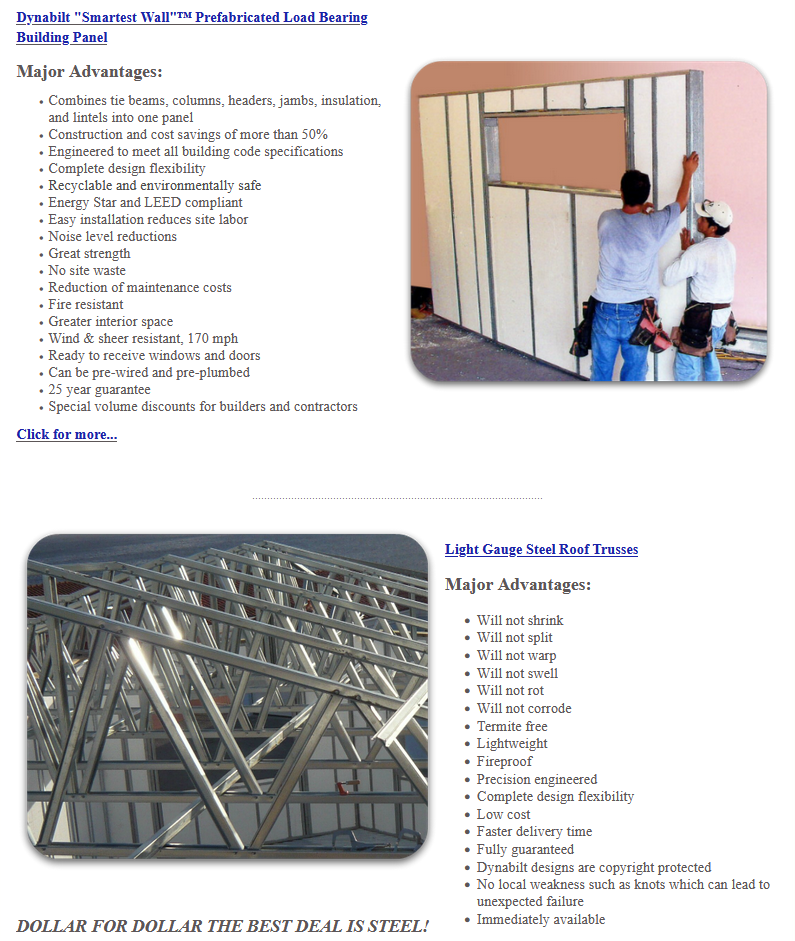 Dynabilt "Smartest Wall"™ Prefabricated Load Bearing
Building Panel
Major Advantages:
• Combines tie beams, columns, headers, jambs, insulation,
and lintels into one panel
• Construction and cost savings of more than 50%
• Engineered to meet all building code specifications
• Complete design flexibility
• Recyclable and environmentally safe
• Energy Star and LEED compliant
• Easy installation reduces site labor
• Noise level reductions
• Great strength
• No site waste
• Reduction of maintenance costs
• Fire resistant
• Greater interior space
• Wind & sheer resistant, 170 mph
• Ready to receive windows and doors
• Can be pre-wired and pre-plumbed
• 25 year guarantee
• Special volume discounts for builders and contractors
Click for more...
Light Gauge Steel Roof Trusses
Major Advantages:
• Will not shrink
• Will not split
• Will not warp
• Will not swell
• Will not rot
• Will not corrode
• Termite free
• Lightweight
• Fireproof
• Precision engineered
• Complete design flexibility
• Low cost
• Faster delivery time
• Fully guaranteed
• Dynabilt designs are copyright protected
• No local weakness such as knots which can lead to
unexpected failure
• Immediately available
DOLLAR FOR DOLLAR THE BEST DEAL IS STEEL!